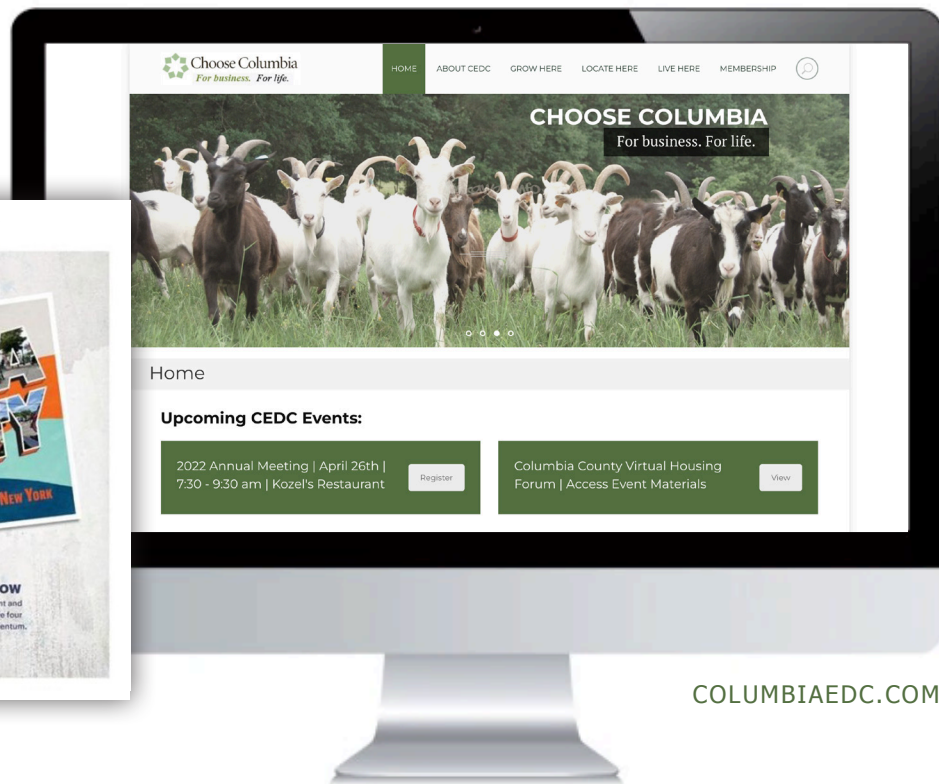 Choose Columbia
For business. For life.
HOME ABOUT CEDC GROW HERE LOCATE HERE LIVE HERE MEMBERSHIP
CHOOSE COLUMBIA
For business. For life.
Home
Upcoming CEDC Events:
2022 Annual Meeting | April 26th |
7:30 - 9:30 am | Kozel's Restaurant
Register
Columbia County Virtual Housing
Forum | Access Event Materials
View
New York
COLUMBIAEDC.COM